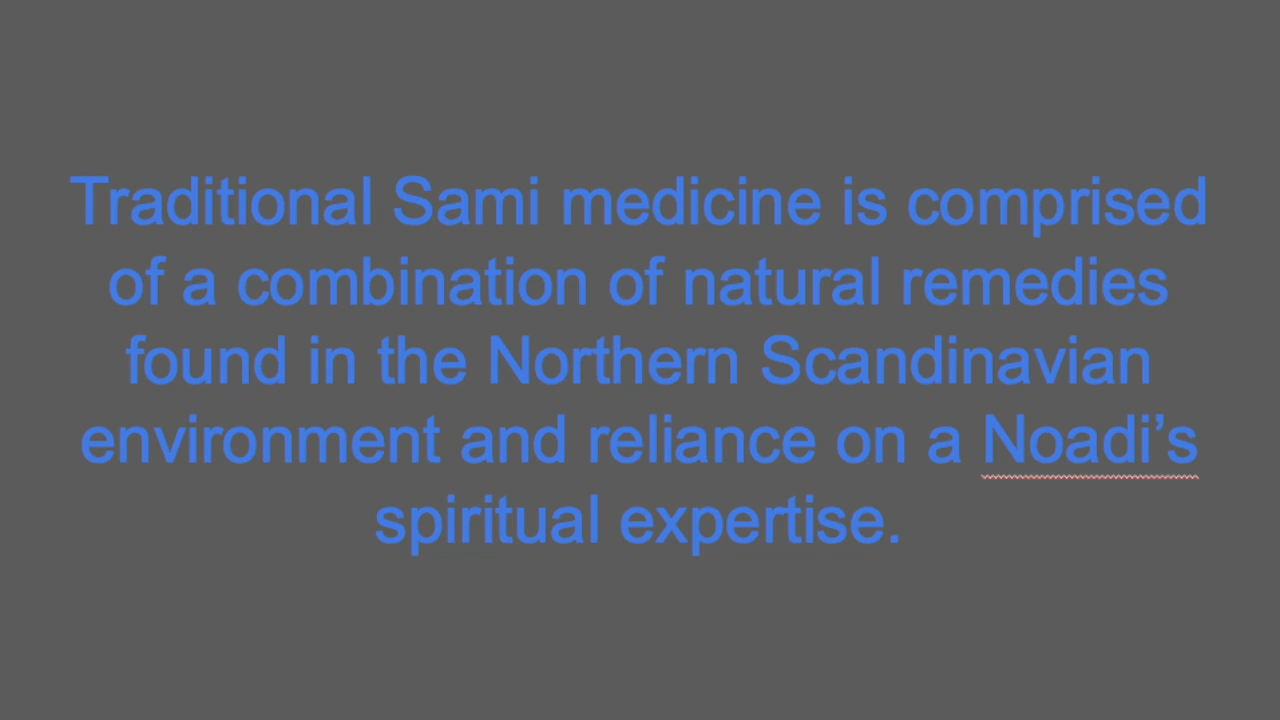 Traditional Sami medicine is comprised
of a combination of natural remedies
found in the Northern Scandinavian
environment and reliance on a Noadi’s
spiritual expertise.